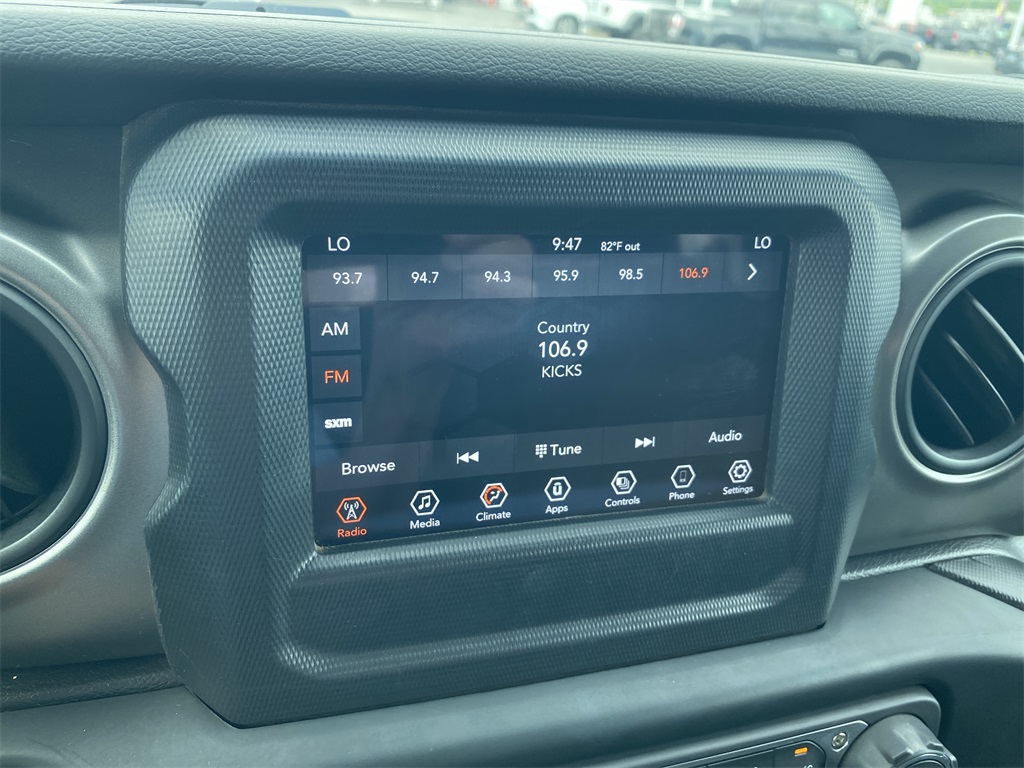 LO 9:47 82°F out LO
93.7 94.7 94.3 95.9 98.5 106.9
AM
FM
sxm
Country
106.9
KICKS
Browse Tune Audio
Radio Media Climate Apps Controls Phone Settings